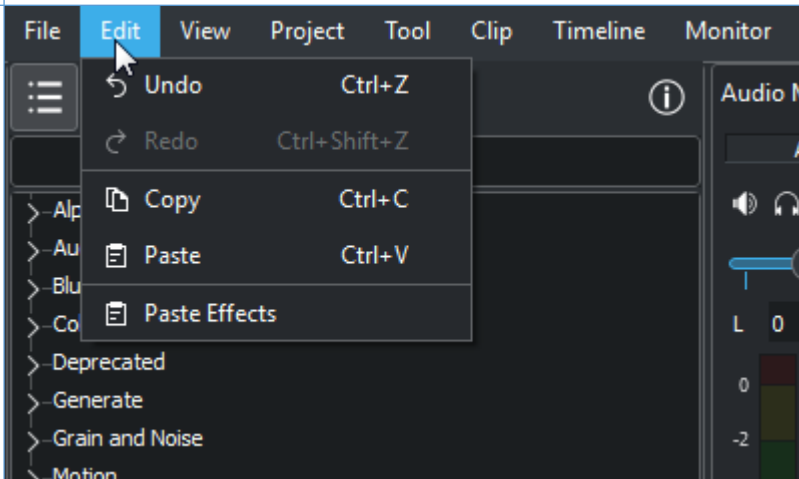 File Edit View Project Tool Clip Timeline Monitor
Undo Ctrl+Z
Audio
Redo Ctrl+Shift+Z
Copy Ctrl+C
Paste Ctrl+V
Paste Effects
L 0
Deprecated
0
Generate
Grain and Noise
-2
Motion